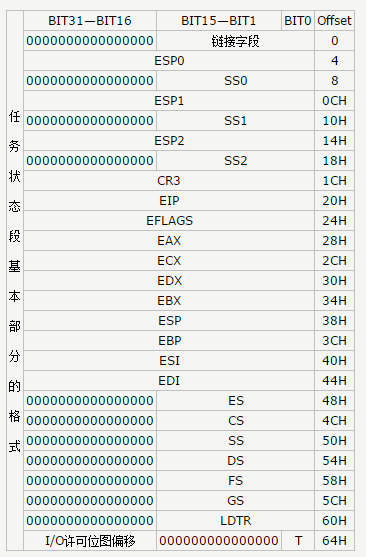 BIT31—BIT16 BIT15—BIT1 BIT0 Offset
任务状态段基本部分的格式
0000000000000000 链接字段 0
ESP0 4
0000000000000000 SS0 8
ESP1 0CH
0000000000000000 SS1 10H
ESP2 14H
0000000000000000 SS2 18H
CR3 1CH
EIP 20H
EFLAGS 24H
EAX 28H
ECX 2CH
EDX 30H
EBX 34H
ESP 38H
EBP 3CH
ESI 40H
EDI 44H
0000000000000000 ES 48H
0000000000000000 CS 4CH
0000000000000000 SS 50H
0000000000000000 DS 54H
0000000000000000 FS 58H
0000000000000000 GS 5CH
0000000000000000 LDTR 60H
I/O许可位图偏移 000000000000000 T 64H